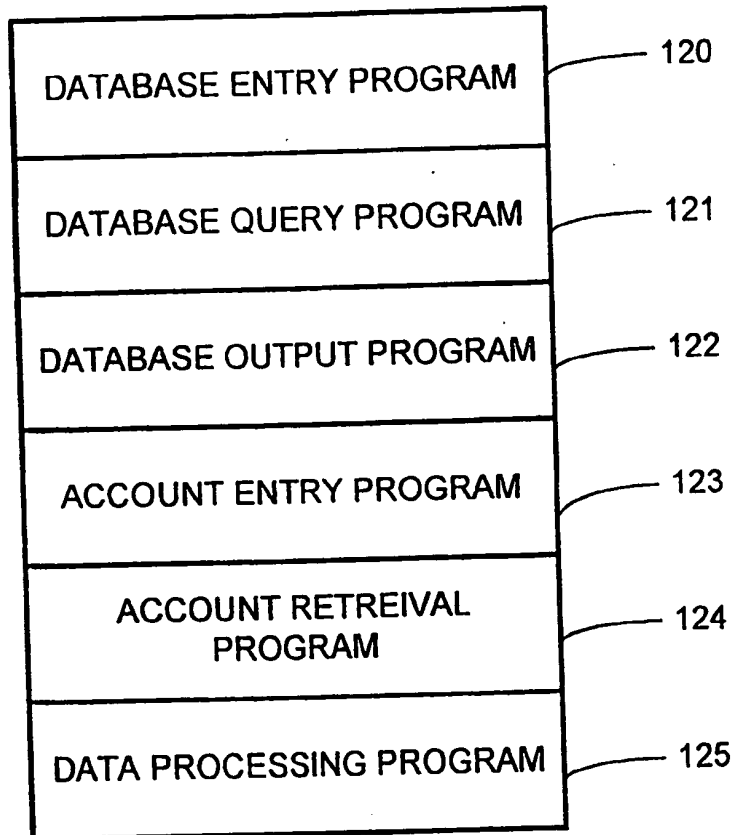 DATABASE ENTRY PROGRAM
120
DATABASE QUERY PROGRAM
121
DATABASE OUTPUT PROGRAM
122
ACCOUNT ENTRY PROGRAM
123
ACCOUNT RETREIVAL
PROGRAM
124
DATA PROCESSING PROGRAM
125